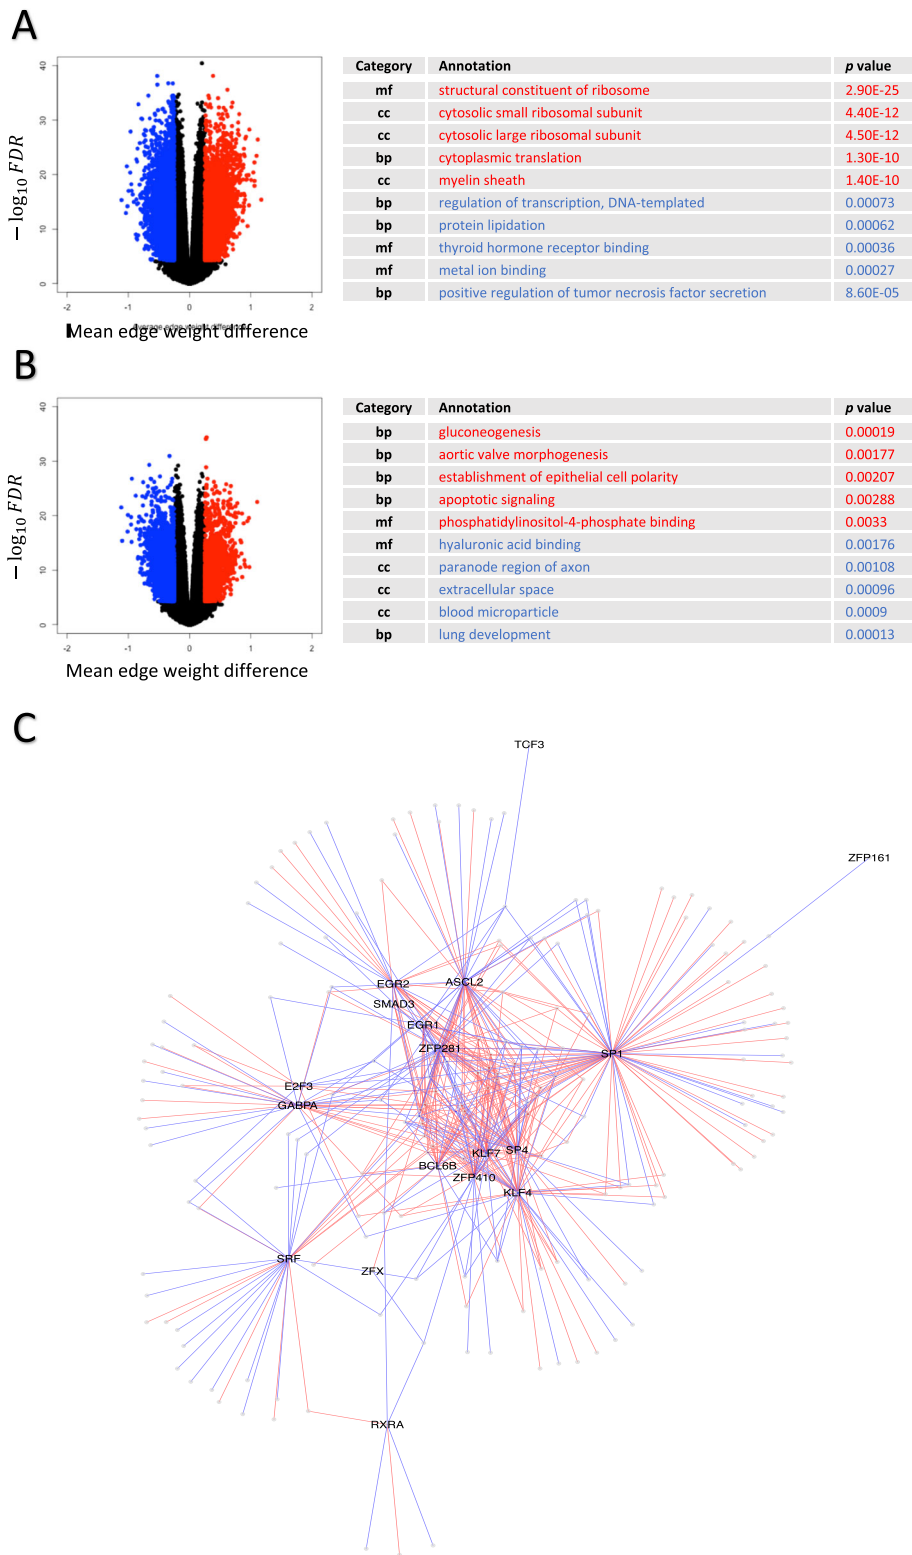 A
− log10 FDR
40
30
20
10
0
-2 -1 0 1 2
Average edge weight difference
Mean edge weight difference
Category Annotation p value
mf structural constituent of ribosome 2.90E-25
cc cytosolic small ribosomal subunit 4.40E-12
cc cytosolic large ribosomal subunit 4.50E-12
bp cytoplasmic translation 1.30E-10
cc myelin sheath 1.40E-10
bp regulation of transcription, DNA-templated 0.00073
bp protein lipidation 0.00062
mf thyroid hormone receptor binding 0.00036
mf metal ion binding 0.00027
bp positive regulation of tumor necrosis factor secretion 8.60E-05
B
− log10 FDR
40
30
20
10
0
-2 -1 0 1 2
Mean edge weight difference
Category Annotation p value
bp gluconeogenesis 0.00019
bp aortic valve morphogenesis 0.00177
bp establishment of epithelial cell polarity 0.00207
bp apoptotic signaling 0.00288
mf phosphatidylinositol-4-phosphate binding 0.0033
mf hyaluronic acid binding 0.00176
cc paranode region of axon 0.00108
cc extracellular space 0.00096
cc blood microparticle 0.0009
bp lung development 0.00013
C
TCF3
ZFP161
EGR2
ASCL2
SMAD3
EGR1
ZFP281
SP1
E2F3
GABPA
SP4
KLF7
BCL6B
ZFP410
KLF4
SRF
ZFX
RXRA